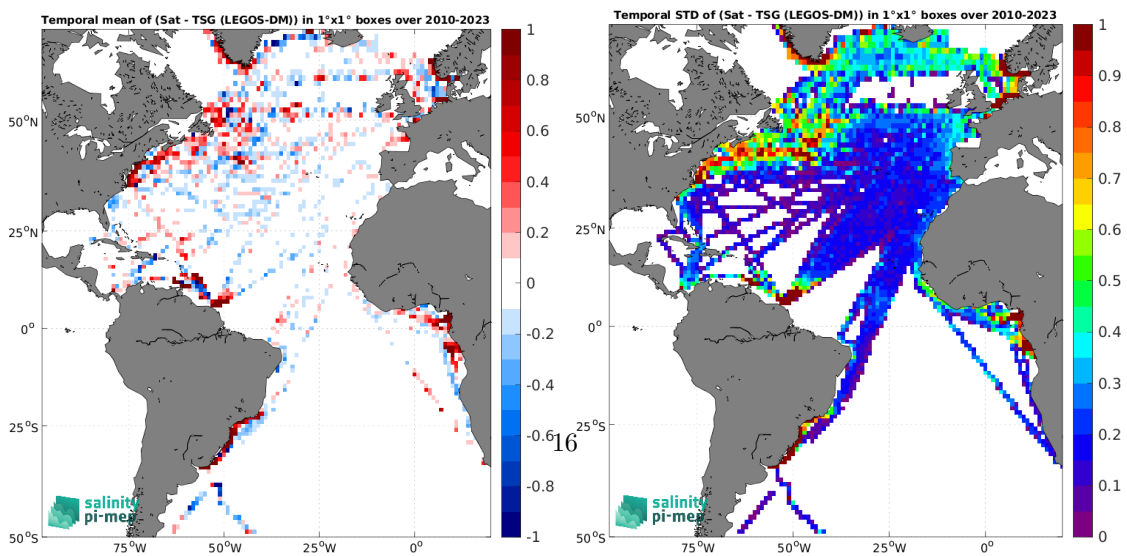 Temporal mean of (Sat - TSG (LEGOS-DM)) in 1°x1° boxes over 2010-2023
50°N
25°N
0°
25°S
50°S
75°W
50°W
25°W
0°
1
0.8
0.6
0.4
0.2
0
-0.2
-0.4
-0.6
-0.8
-1
salinity
pi-mep
16
Temporal STD of (Sat - TSG (LEGOS-DM)) in 1°x1° boxes over 2010-2023
50°N
25°N
0°
25°S
50°S
75°W
50°W
25°W
0°
1
0.9
0.8
0.7
0.6
0.5
0.4
0.3
0.2
0.1
0
salinity
pi-mep